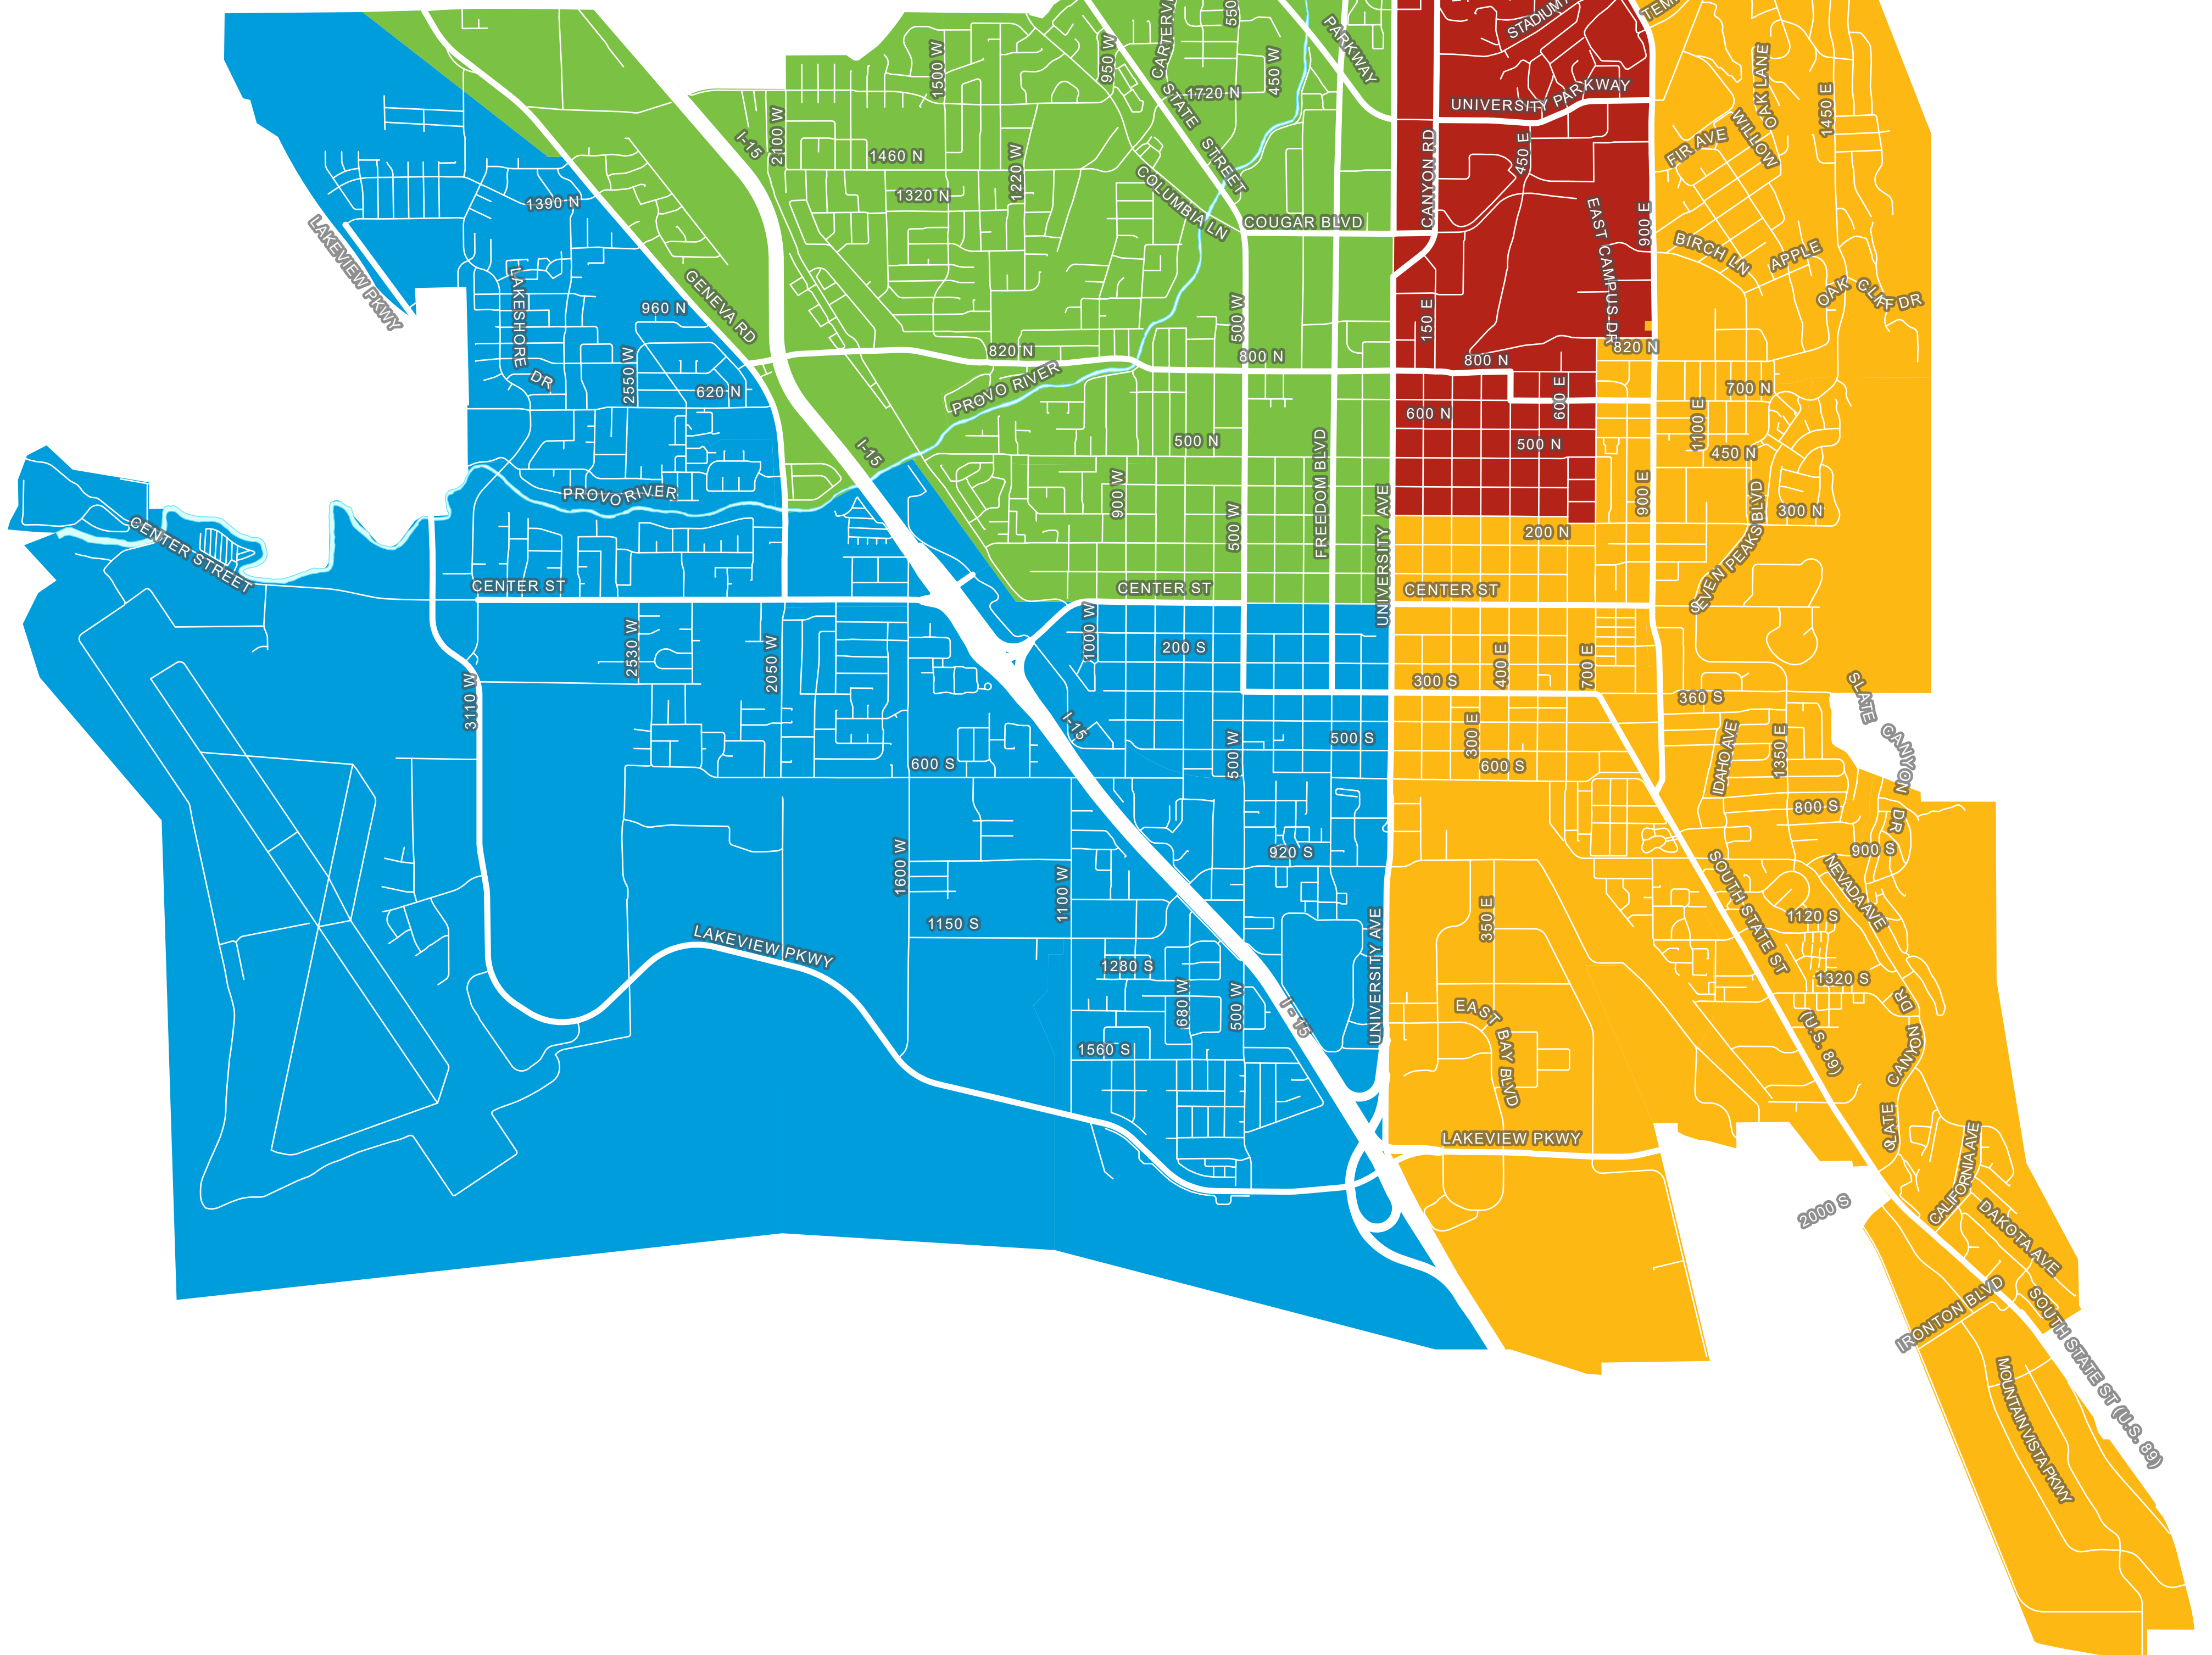 STADIUM
TEM
CARTERV
550
PARKWAY
1500 W
950 W
450 W
OAK LANE
STATE
1720 N
UNIVERSITY PARKWAY
1450 E
I-15
2100 W
STREET
WILLOW
1460 N
1220 W
CANYON RD
450 E
FIR AVE
1320 N
COLUMBIA LN
1390 N
COUGAR BLVD
EAST CAMPUS DR
900 E
LAKEVIEW PKWY
BIRCH LN
APPLE
LAKESHORE
GENEVA RD
OAK CLIFF DR
960 N
500 W
150 E
820 N
800 N
800 N
820 N
DR
2550 W
620 N
PROVO RIVER
600 E
700 N
600 N
1100 E
500 N
FREEDOM BLVD
500 N
450 N
I-15
PROVO RIVER
900 W
UNIVERSITY AVE
900 E
SEVEN PEAKS BLVD
300 N
CENTER STREET
500 W
200 N
CENTER ST
CENTER ST
CENTER ST
2530 W
2050 W
1000 W
200 S
400 E
700 E
3110 W
300 S
360 S
SLATE CANYON DR
I-15
500 W
500 S
300 E
IDAHO AVE
1350 E
600 S
600 S
800 S
1600 W
1100 W
920 S
SOUTH STATE ST
(U.S. 89)
NEVADA AVE
900 S
1150 S
350 E
1120 S
LAKEVIEW PKWY
UNIVERSITY AVE
1280 S
1320 S
680 W
500 W
I - 15
EAST BAY BLVD
SLATE CANYON DR
1560 S
LAKEVIEW PKWY
CALIFORNIA AVE
2000 S
DAKOTA AVE
IRONTON BLVD
SOUTH STATE ST (U.S. 89)
MOUNTAIN VISTA PKWY